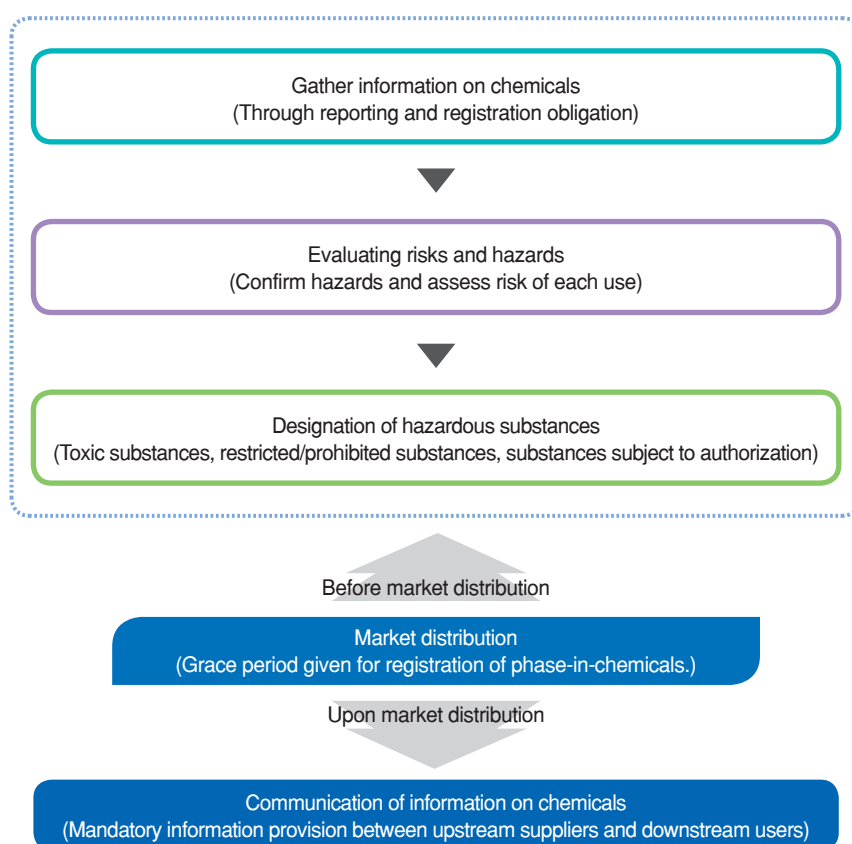 Gather information on chemicals
(Through reporting and registration obligation)
Evaluating risks and hazards
(Confirm hazards and assess risk of each use)
Designation of hazardous substances
(Toxic substances, restricted/prohibited substances, substances subject to authorization)
Before market distribution
Market distribution
(Grace period given for registration of phase-in-chemicals.)
Upon market distribution
Communication of information on chemicals
(Mandatory information provision between upstream suppliers and downstream users)